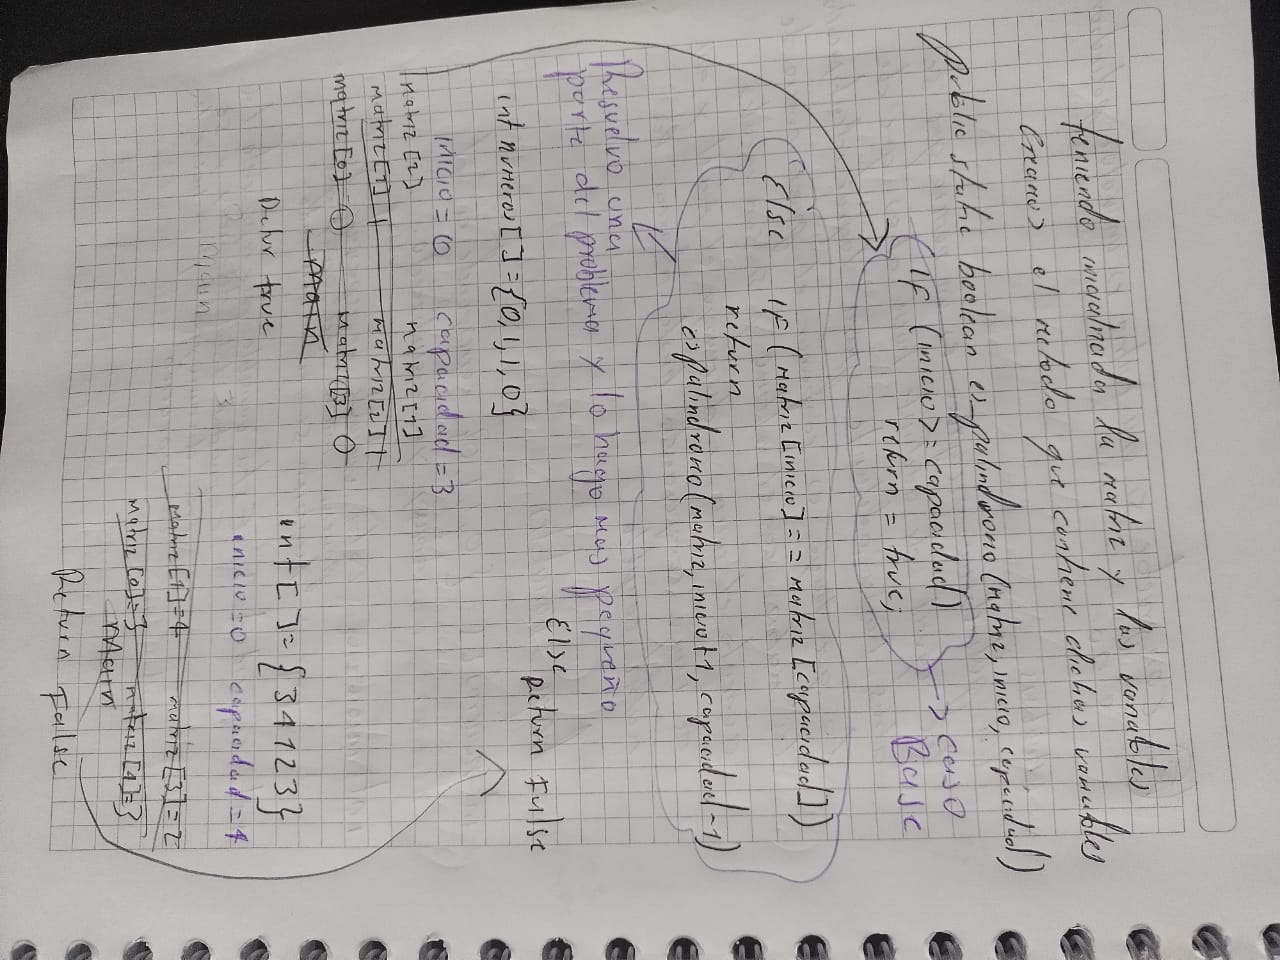 teniendo inicializada la matriz y las variables
Creamos el metodo que contiene dichas variables
public static boolean es_palindromo (matriz, inicio, capacidad)
if (inicio >= capacidad)
return = true;
-> caso
Base
Else if (Matriz [inicio] == Matriz [capacidad])
return
espalindromo (matriz, inicio+1, capacidad-1)
Resuelvo una
parte del problema y lo hago mas pequeño
Else
Return False
int numeros [ ] = {0, 1, 1, 0}
inicio = 0 capacidad = 3
matriz [2] matriz [1]
matriz [1] 1 matriz [2] 1
matriz [0] 0 matriz [3] 0
Main
Retur true
Main
int [ ] = { 3 4 1 2 3 }
inicio = 0 capacidad = 4
matriz [1] = 4 matriz [3] = 2
matriz [0] = 3 matriz [4] = 3
Main
Return False